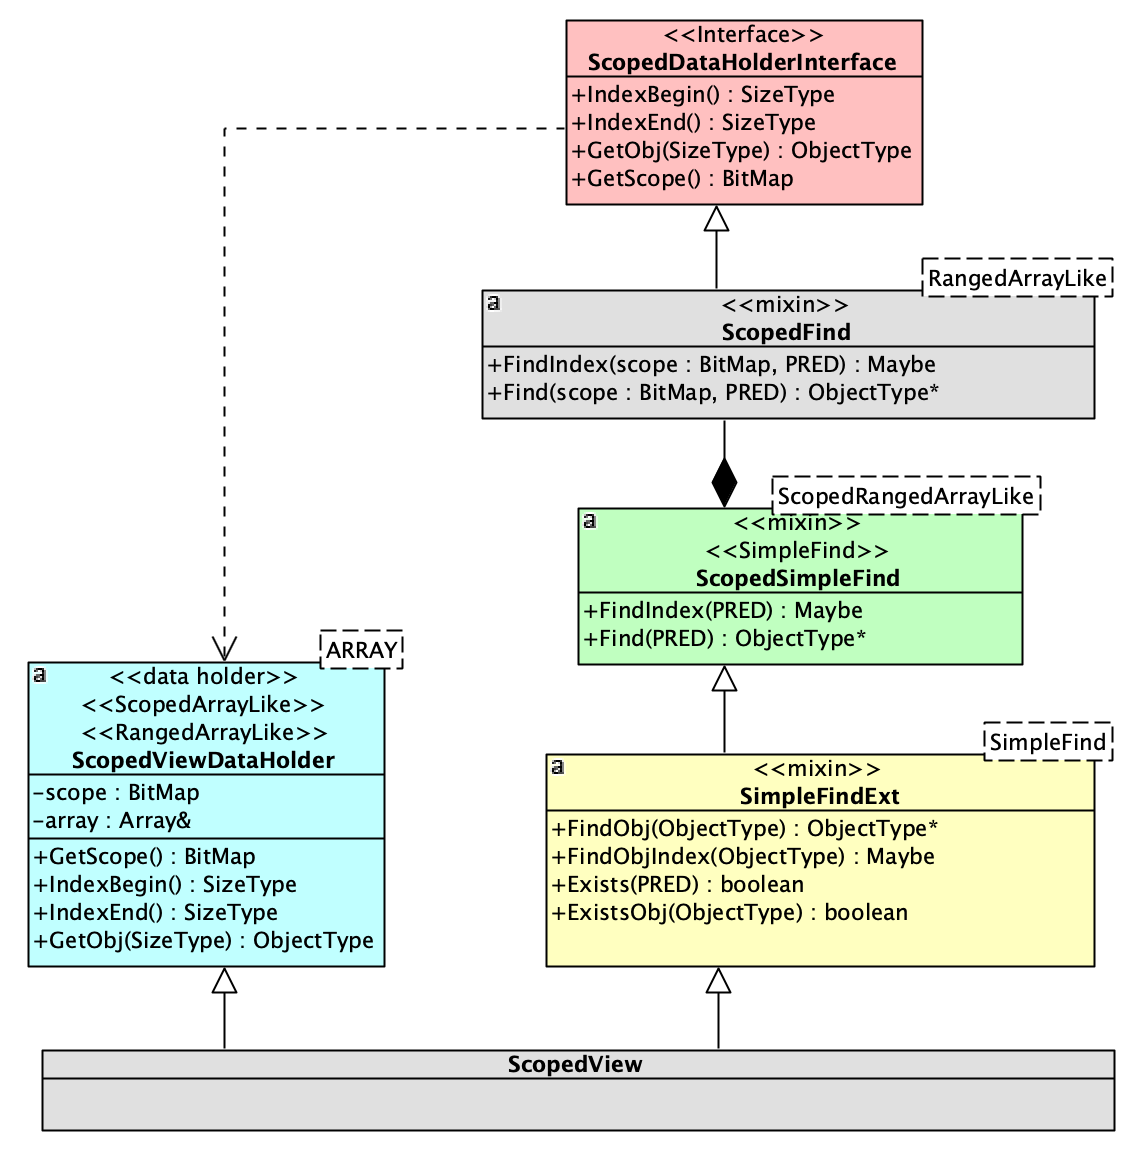 <<Interface>>
ScopedDataHolderInterface
+IndexBegin() : SizeType
+IndexEnd() : SizeType
+GetObj(SizeType) : ObjectType
+GetScope() : BitMap
RangedArrayLike
a
<<mixin>>
ScopedFind
+FindIndex(scope : BitMap, PRED) : Maybe
+Find(scope : BitMap, PRED) : ObjectType*
ScopedRangedArrayLike
a
<<mixin>>
<<SimpleFind>>
ScopedSimpleFind
+FindIndex(PRED) : Maybe
+Find(PRED) : ObjectType*
ARRAY
a
<<data holder>>
<<ScopedArrayLike>>
<<RangedArrayLike>>
ScopedViewDataHolder
-scope : BitMap
-array : Array&
+GetScope() : BitMap
+IndexBegin() : SizeType
+IndexEnd() : SizeType
+GetObj(SizeType) : ObjectType
SimpleFind
a
<<mixin>>
SimpleFindExt
+FindObj(ObjectType) : ObjectType*
+FindObjIndex(ObjectType) : Maybe
+Exists(PRED) : boolean
+ExistsObj(ObjectType) : boolean
ScopedView